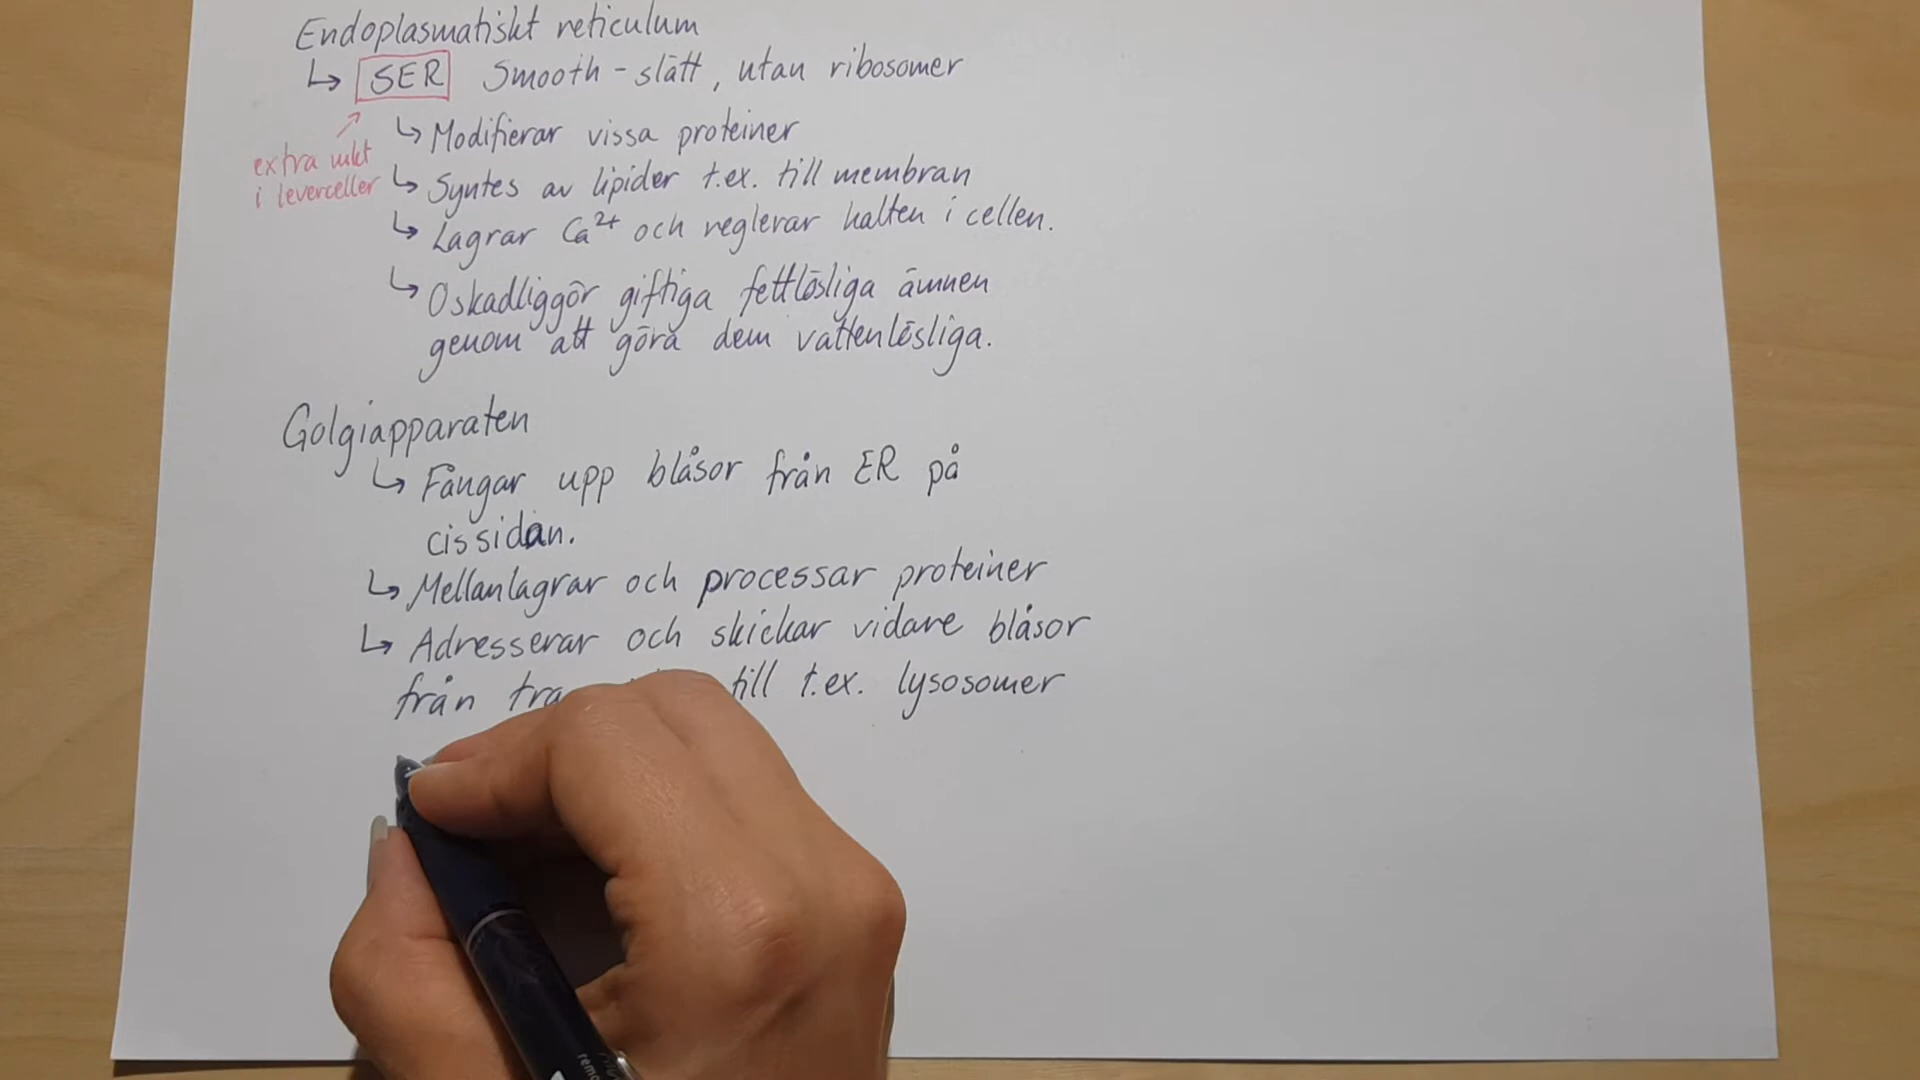 Endoplasmatiskt reticulum
↳ SER Smooth - slätt, utan ribosomer
↳ Modifierar vissa proteiner
extra mkt
i leverceller
↳ Syntes av lipider t.ex. till membran
↳ Lagrar Ca²⁺ och reglerar halten i cellen.
↳ Oskadliggör giftiga fettlösliga ämnen
genom att göra dem vattenlösliga.
Golgiapparaten
↳ Fångar upp blåsor från ER på
cissidan.
↳ Mellanlagrar och processar proteiner
↳ Adresserar och skickar vidare blåsor
från till t.ex. lysosomer